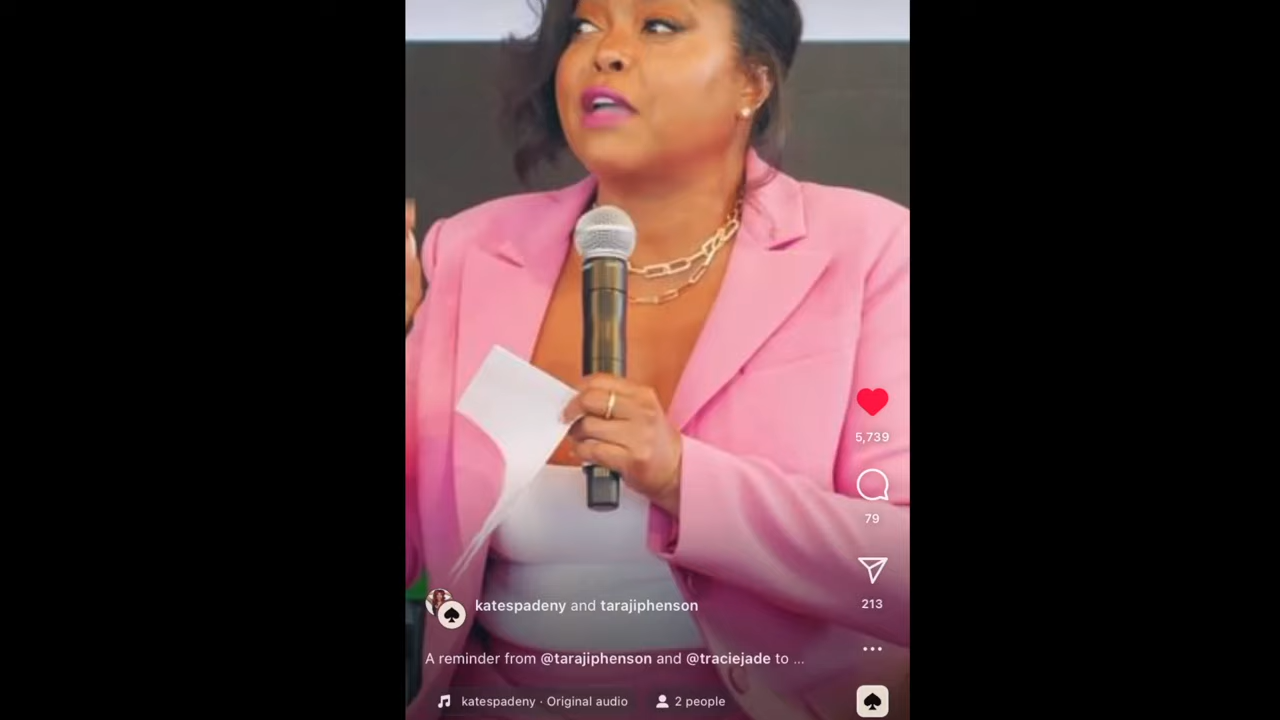 5,739
79
213
katespadeny and tarajiphenson
A reminder from @tarajiphenson and @traciejade to ...
katespadeny · Original audio
2 people